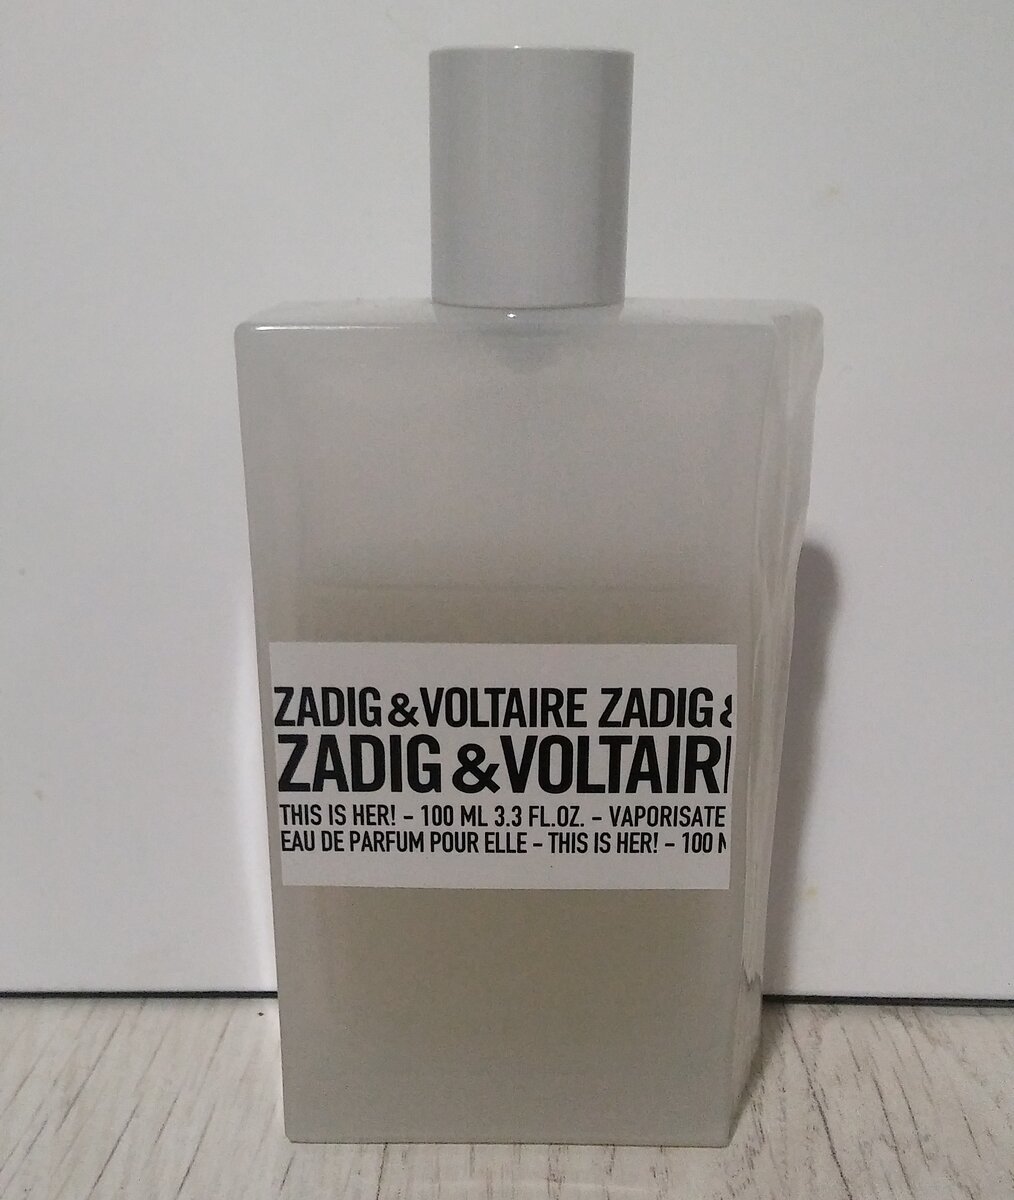 ZADIG&VOLTAIRE ZADIG &
ZADIG &VOLTAIR
THIS IS HER! - 100 ML 3.3 FL.OZ. - VAPORISATE
EAU DE PARFUM POUR ELLE - THIS IS HER! - 100 M